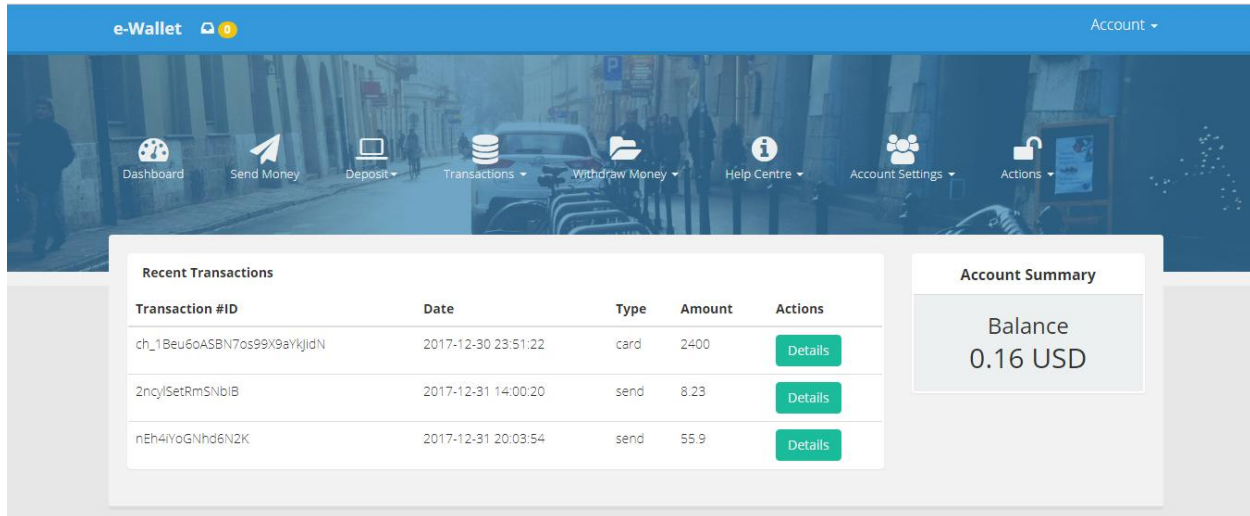 e-Wallet 0 Account
Dashboard Send Money Deposit Transactions Withdraw Money Help Centre Account Settings Actions
Recent Transactions
Transaction #ID Date Type Amount Actions
ch_1Beu6oASBN7os99X9aYkJidN 2017-12-30 23:51:22 card 2400 Details
2ncylSetRmSNbIB 2017-12-31 14:00:20 send 8.23 Details
nEh4iYoGNhd6N2K 2017-12-31 20:03:54 send 55.9 Details
Account Summary
Balance
0.16 USD